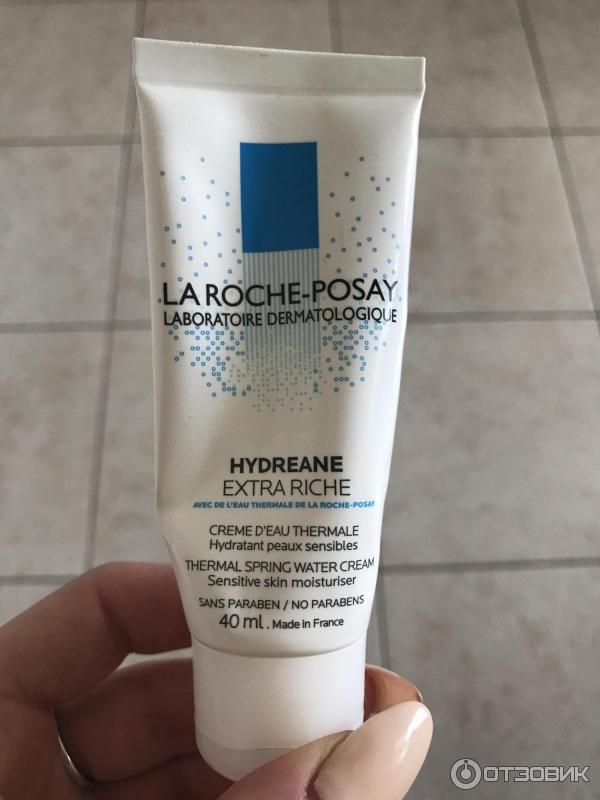 LA ROCHE-POSAY
LABORATOIRE DERMATOLOGIQUE
HYDREANE
EXTRA RICHE
AVEC DE L'EAU THERMALE DE LA ROCHE-POSAY
CREME D'EAU THERMALE
Hydratant peaux sensibles
THERMAL SPRING WATER CREAM
Sensitive skin moisturiser
SANS PARABEN / NO PARABENS
40 ml . Made in France
ОТЗОВИК